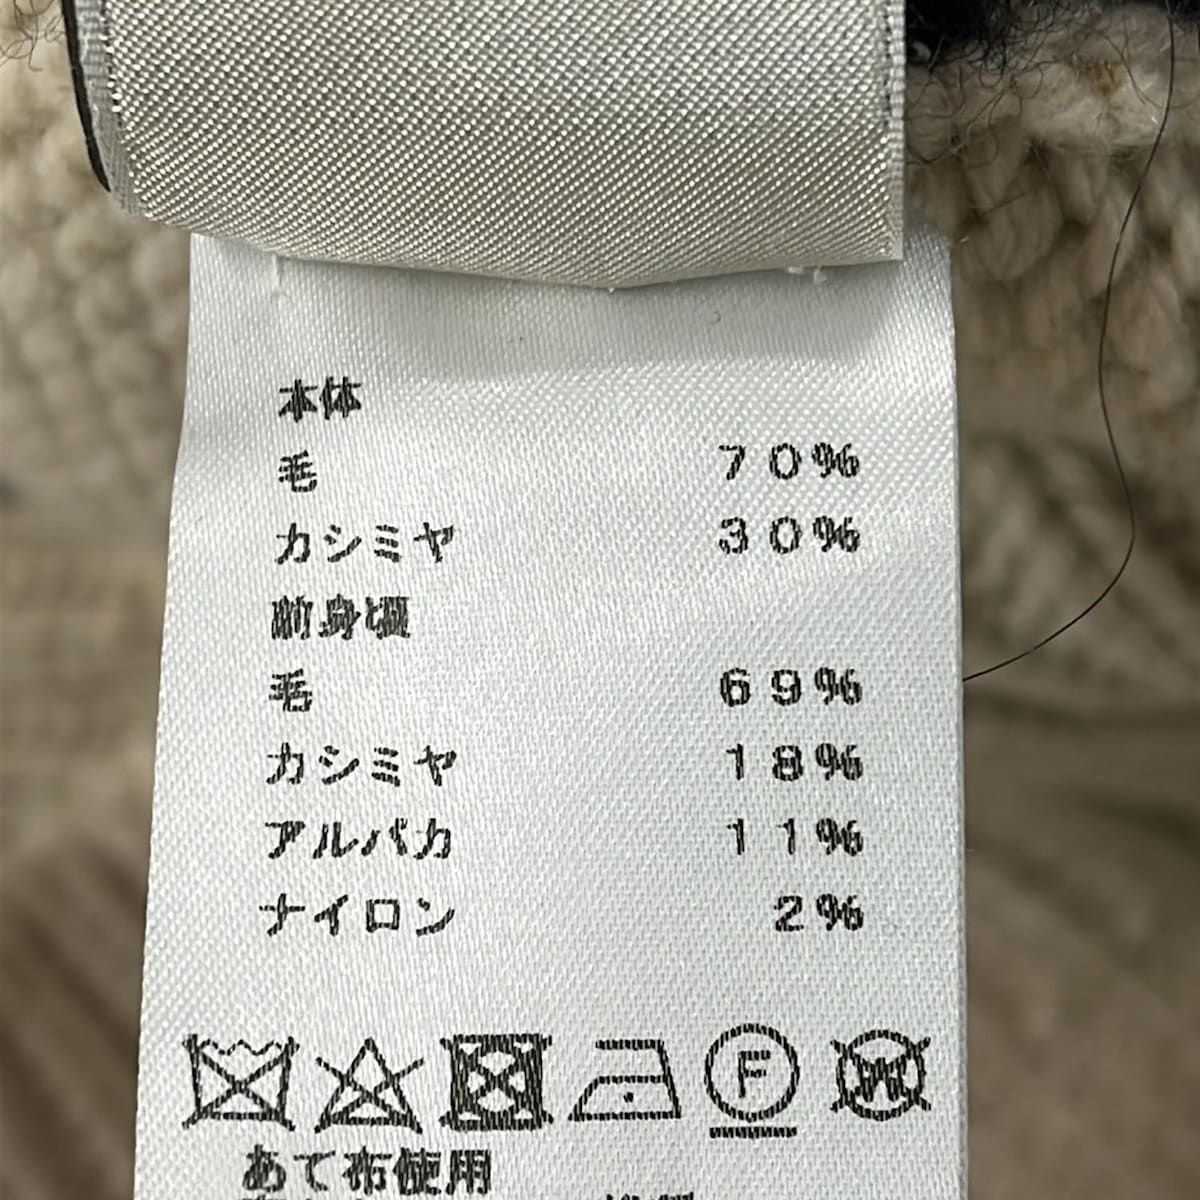 本体
毛 70%
カシミヤ 30%
前身頃
毛 69%
カシミヤ 18%
アルパカ 11%
ナイロン 2%
F W
あて布使用